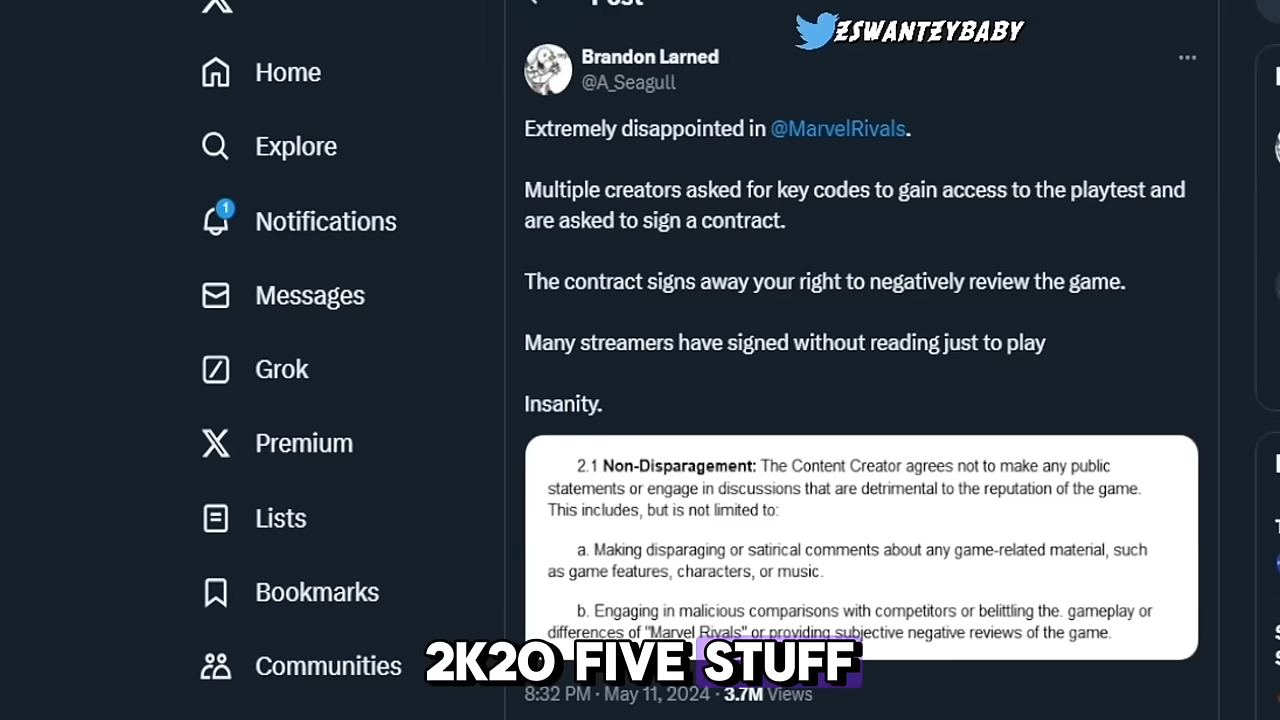 Post
ZSWANTZYBABY
Home
Explore
1
Notifications
Messages
Grok
Premium
Lists
Bookmarks
Communities
Brandon Larned
@A_Seagull
Extremely disappointed in @MarvelRivals.
Multiple creators asked for key codes to gain access to the playtest and
are asked to sign a contract.
The contract signs away your right to negatively review the game.
Many streamers have signed without reading just to play
Insanity.
2.1 Non-Disparagement: The Content Creator agrees not to make any public
statements or engage in discussions that are detrimental to the reputation of the game.
This includes, but is not limited to:
a. Making disparaging or satirical comments about any game-related material, such
as game features, characters, or music.
b. Engaging in malicious comparisons with competitors or belittling the. gameplay or
differences of "Marvel Rivals" or providing subjective negative reviews of the game.
2K20 FIVE STUFF
8:32 PM · May 11, 2024 · 3.7M Views